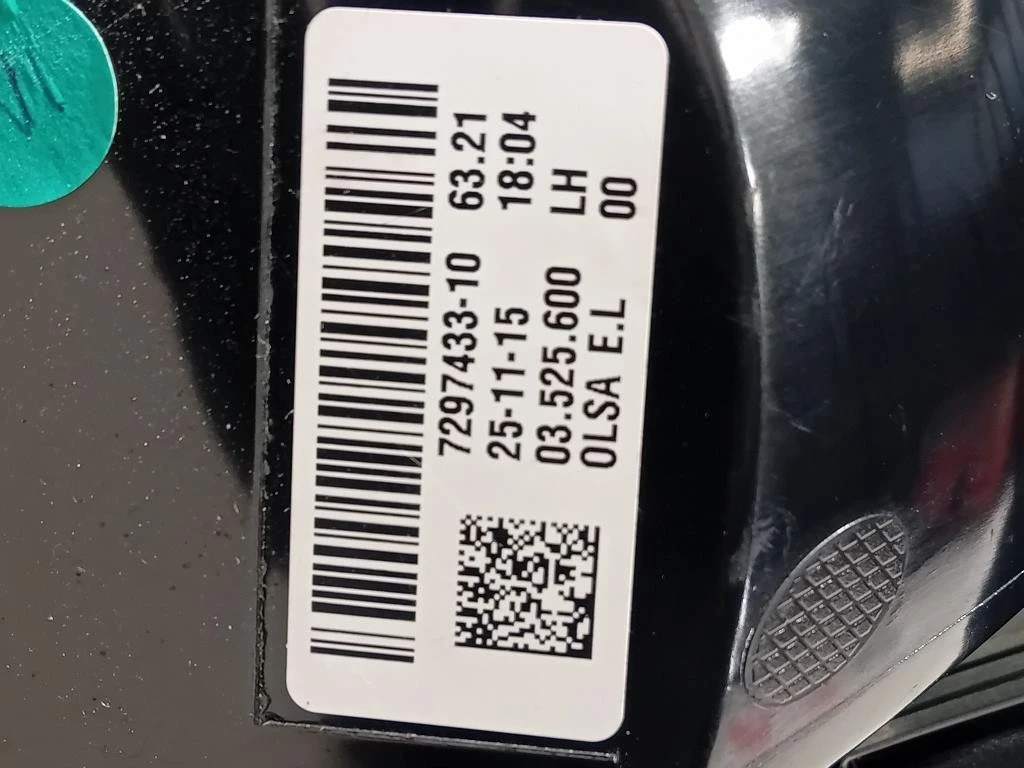 7297433-10 63.21
25-11-15 18:04
03.525.600 LH
OLSA E.L 00